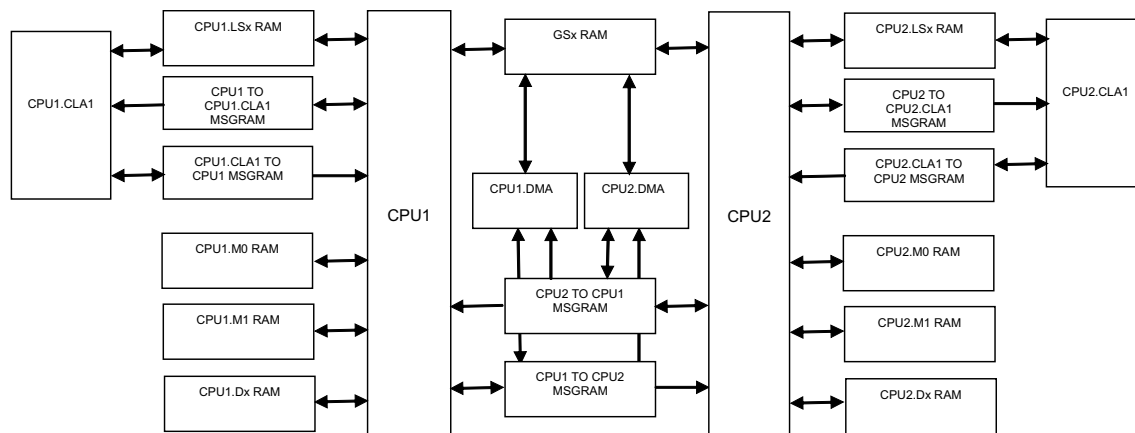 CPU1.CLA1
CPU1.LSx RAM
CPU1 TO
CPU1.CLA1
MSGRAM
CPU1.CLA1 TO
CPU1 MSGRAM
CPU1.M0 RAM
CPU1.M1 RAM
CPU1.Dx RAM
CPU1
GSx RAM
CPU1.DMA
CPU2.DMA
CPU2 TO CPU1
MSGRAM
CPU1 TO CPU2
MSGRAM
CPU2
CPU2.LSx RAM
CPU2 TO
CPU2.CLA1
MSGRAM
CPU2.CLA1 TO
CPU2 MSGRAM
CPU2.M0 RAM
CPU2.M1 RAM
CPU2.Dx RAM
CPU2.CLA1